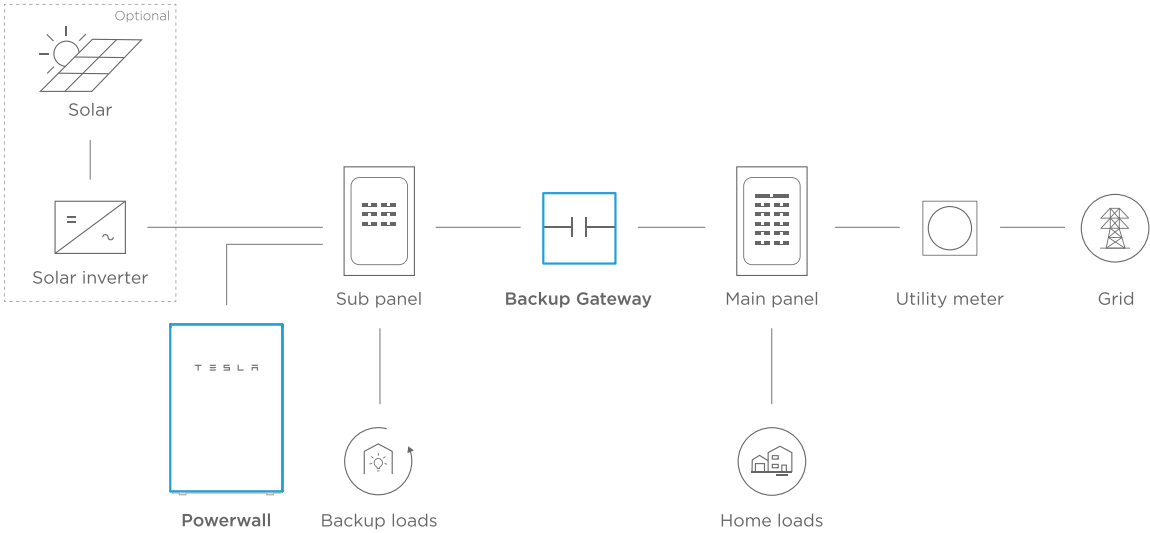 Optional
Solar
Solar inverter
Sub panel
Backup Gateway
Main panel
Utility meter
Grid
TESLA
Powerwall
Backup loads
Home loads